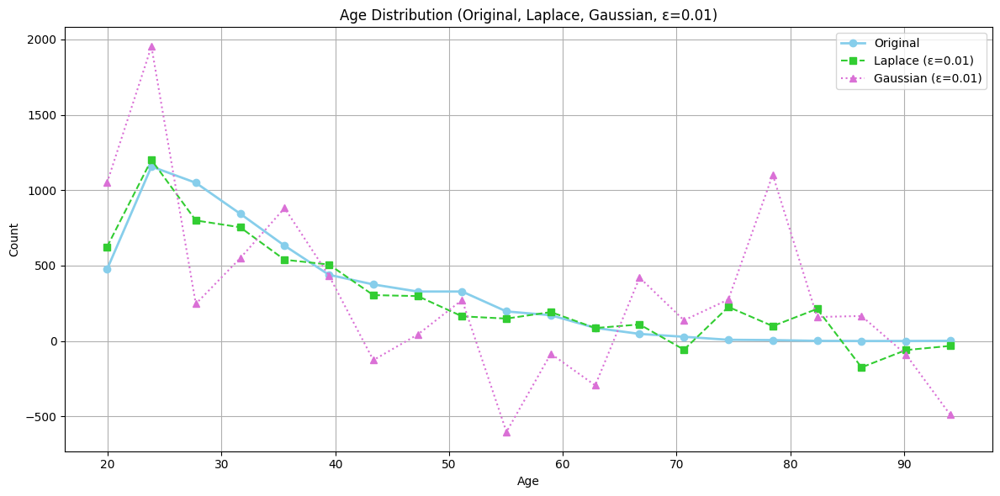 Age Distribution (Original, Laplace, Gaussian, ε=0.01)
Original
Laplace (ε=0.01)
Gaussian (ε=0.01)
Count
2000
1500
1000
500
0
−500
20 30 40 50 60 70 80 90
Age